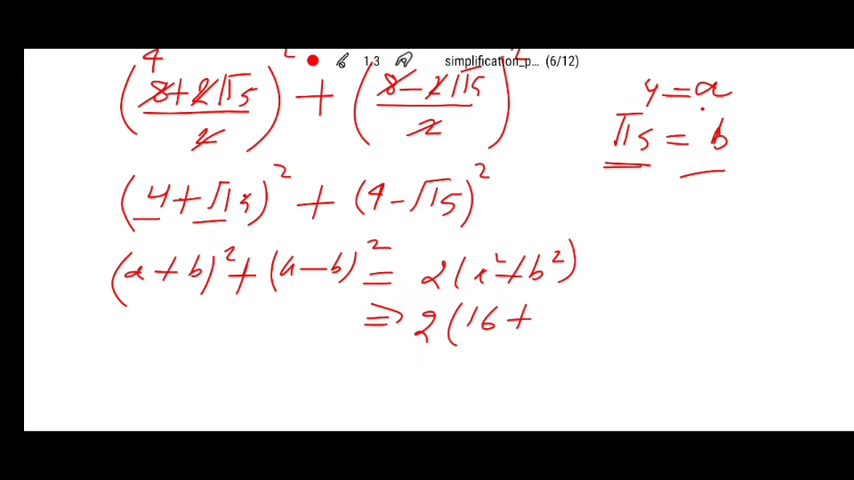 1.3 simplification_p... (6/12)
4
(8+2√15/2)² + (8-2√15/2)²
4=a
√15 = b
(4+√15)² + (4-√15)²
(a+b)²+(a-b)² = 2(a²+b²)
⇒ 2(16+